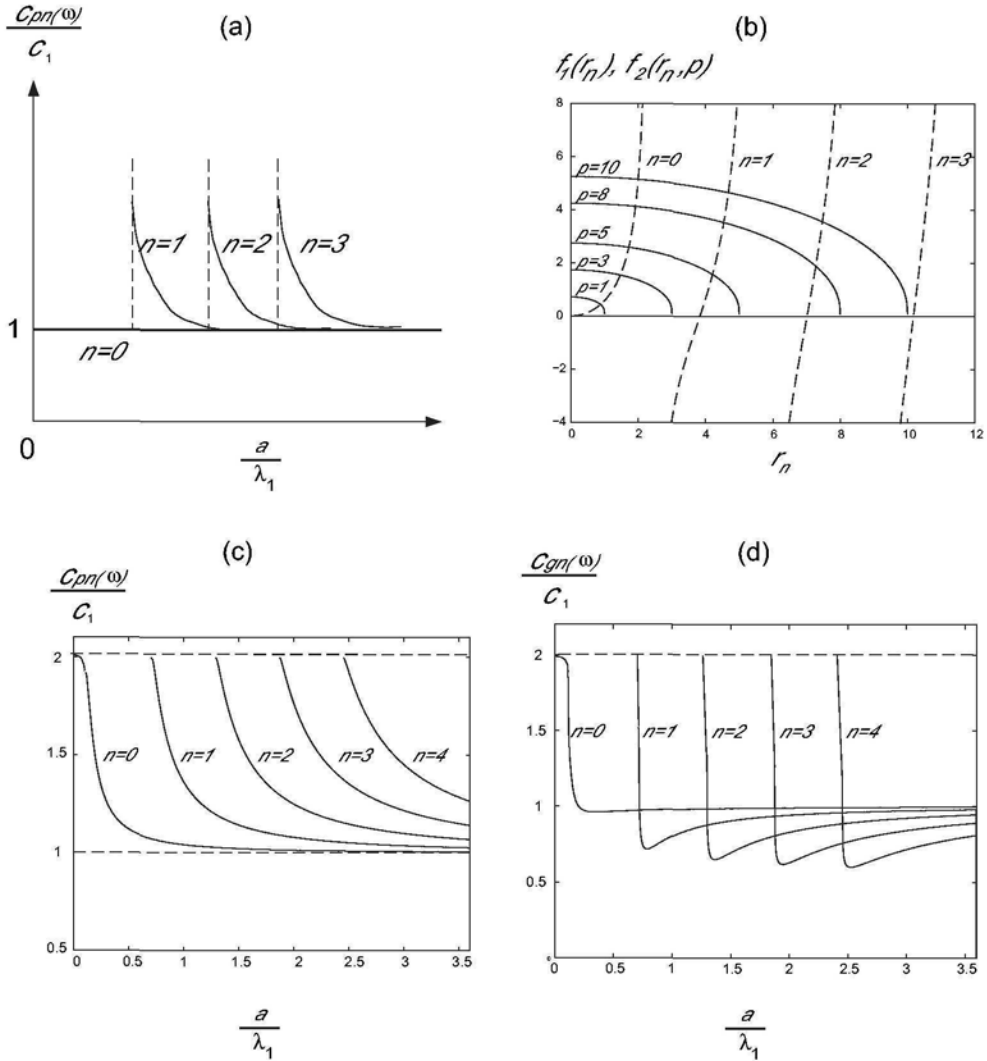 (a)
Cpn(ω)
C₁
1
n=1
n=2
n=3
n=0
0
a
λ₁
(b)
f₁(rₙ), f₂(rₙ,p)
8
6
4
2
0
−2
−4
p=10
p=8
p=5
p=3
p=1
n=0
n=1
n=2
n=3
0 2 4 6 8 10 12
rₙ
(c)
Cpn(ω)
C₁
2
1.5
1
0.5
n=0
n=1
n=2
n=3
n=4
0 0.5 1 1.5 2 2.5 3 3.5
a
λ₁
(d)
Cgn(ω)
C₁
2
1.5
1
0.5
n=0
n=1
n=2
n=3
n=4
0 0.5 1 1.5 2 2.5 3 3.5
a
λ₁